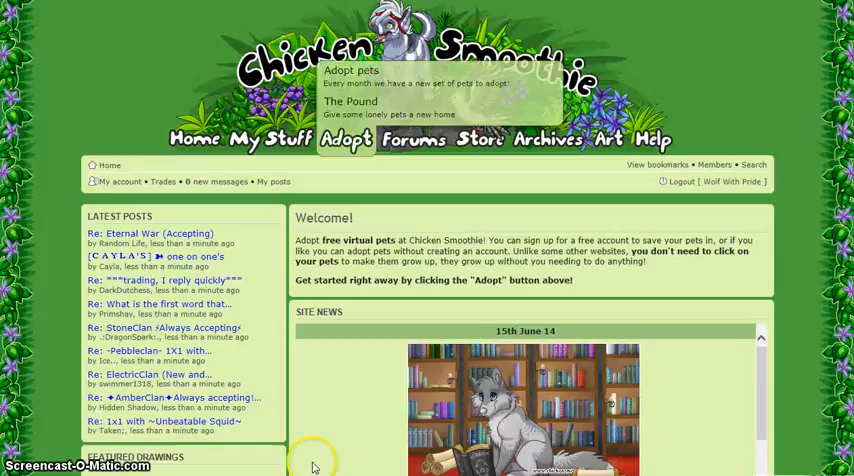 Chicken Smoothie
Adopt pets
Every month we have a new set of pets to adopt!
The Pound
Give some lonely pets a new home
Home My Stuff Adopt Forums Store Archives Art Help
Home
View bookmarks • Members • Search
My account • Trades • 0 new messages • My posts
Logout [ Wolf With Pride ]
LATEST POSTS
Re: Eternal War (Accepting)
by Random Life, less than a minute ago
[ C A Y L A ' S ] ➽ one on one's
by Cayla, less than a minute ago
Re: """trading, I reply quickly"""
by DarkDutchess, less than a minute ago
Re: What is the first word that...
by Primshay, less than a minute ago
Re: StoneClan ⚡Always Accepting⚡
by .:DragonSpark:., less than a minute ago
Re: -Pebbleclan- 1X1 with...
by Ice.., less than a minute ago
Re: ElectricClan (New and...
by swimmer1318, less than a minute ago
Re: ✦AmberClan✦Always accepting!...
by Hidden Shadow, less than a minute ago
Re: 1x1 with ~Unbeatable Squid~
by Taken;, less than a minute ago
FEATURED DRAWINGS
Welcome!
Adopt free virtual pets at Chicken Smoothie! You can sign up for a free account to save your pets in, or if you
like you can adopt pets without creating an account. Unlike some other websites, you don't need to click on
your pets to make them grow up, they grow up without you needing to do anything!
Get started right away by clicking the "Adopt" button above!
SITE NEWS
15th June 14
Screencast-O-Matic.com